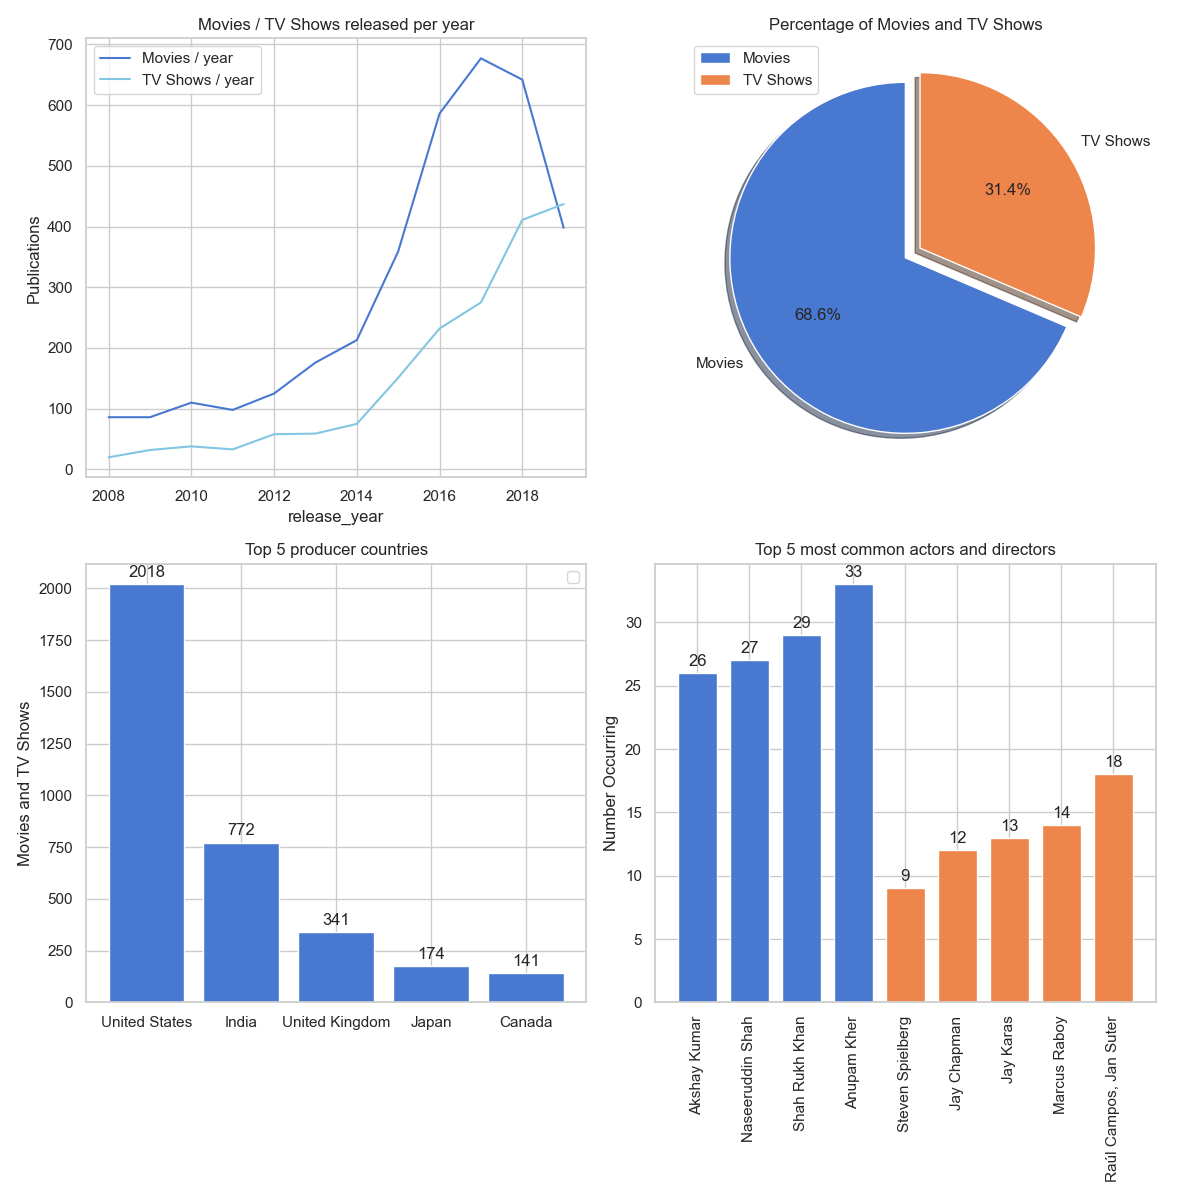 Movies / TV Shows released per year
Movies / year
TV Shows / year
700
600
500
400
300
200
100
0
Publications
2008 2010 2012 2014 2016 2018
release_year
Percentage of Movies and TV Shows
Movies
TV Shows
TV Shows
31.4%
68.6%
Movies
Top 5 producer countries
2018
772
341
174
141
2000
1750
1500
1250
1000
750
500
250
0
Movies and TV Shows
United States India United Kingdom Japan Canada
Top 5 most common actors and directors
26
27
29
33
9
12
13
14
18
30
25
20
15
10
5
0
Number Occurring
Akshay Kumar
Naseeruddin Shah
Shah Rukh Khan
Anupam Kher
Steven Spielberg
Jay Chapman
Jay Karas
Marcus Raboy
Raúl Campos, Jan Suter